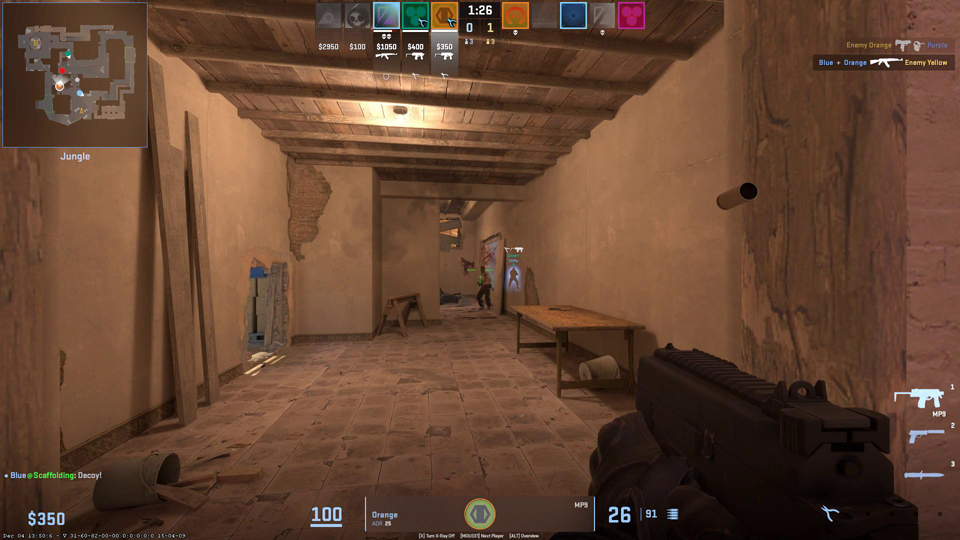 1:26
0 1
3 3
$2950 $100 $1050 $400 $350
Enemy Orange Purple
Blue + Orange Enemy Yellow
Jungle
1
MP9
2
3
Blue@Scaffolding: Decoy!
$350
100
Orange
ADR 25
MP9
26 91
[X] Turn X-Ray Off [MOUSE1] Next Player [ALT] Overview